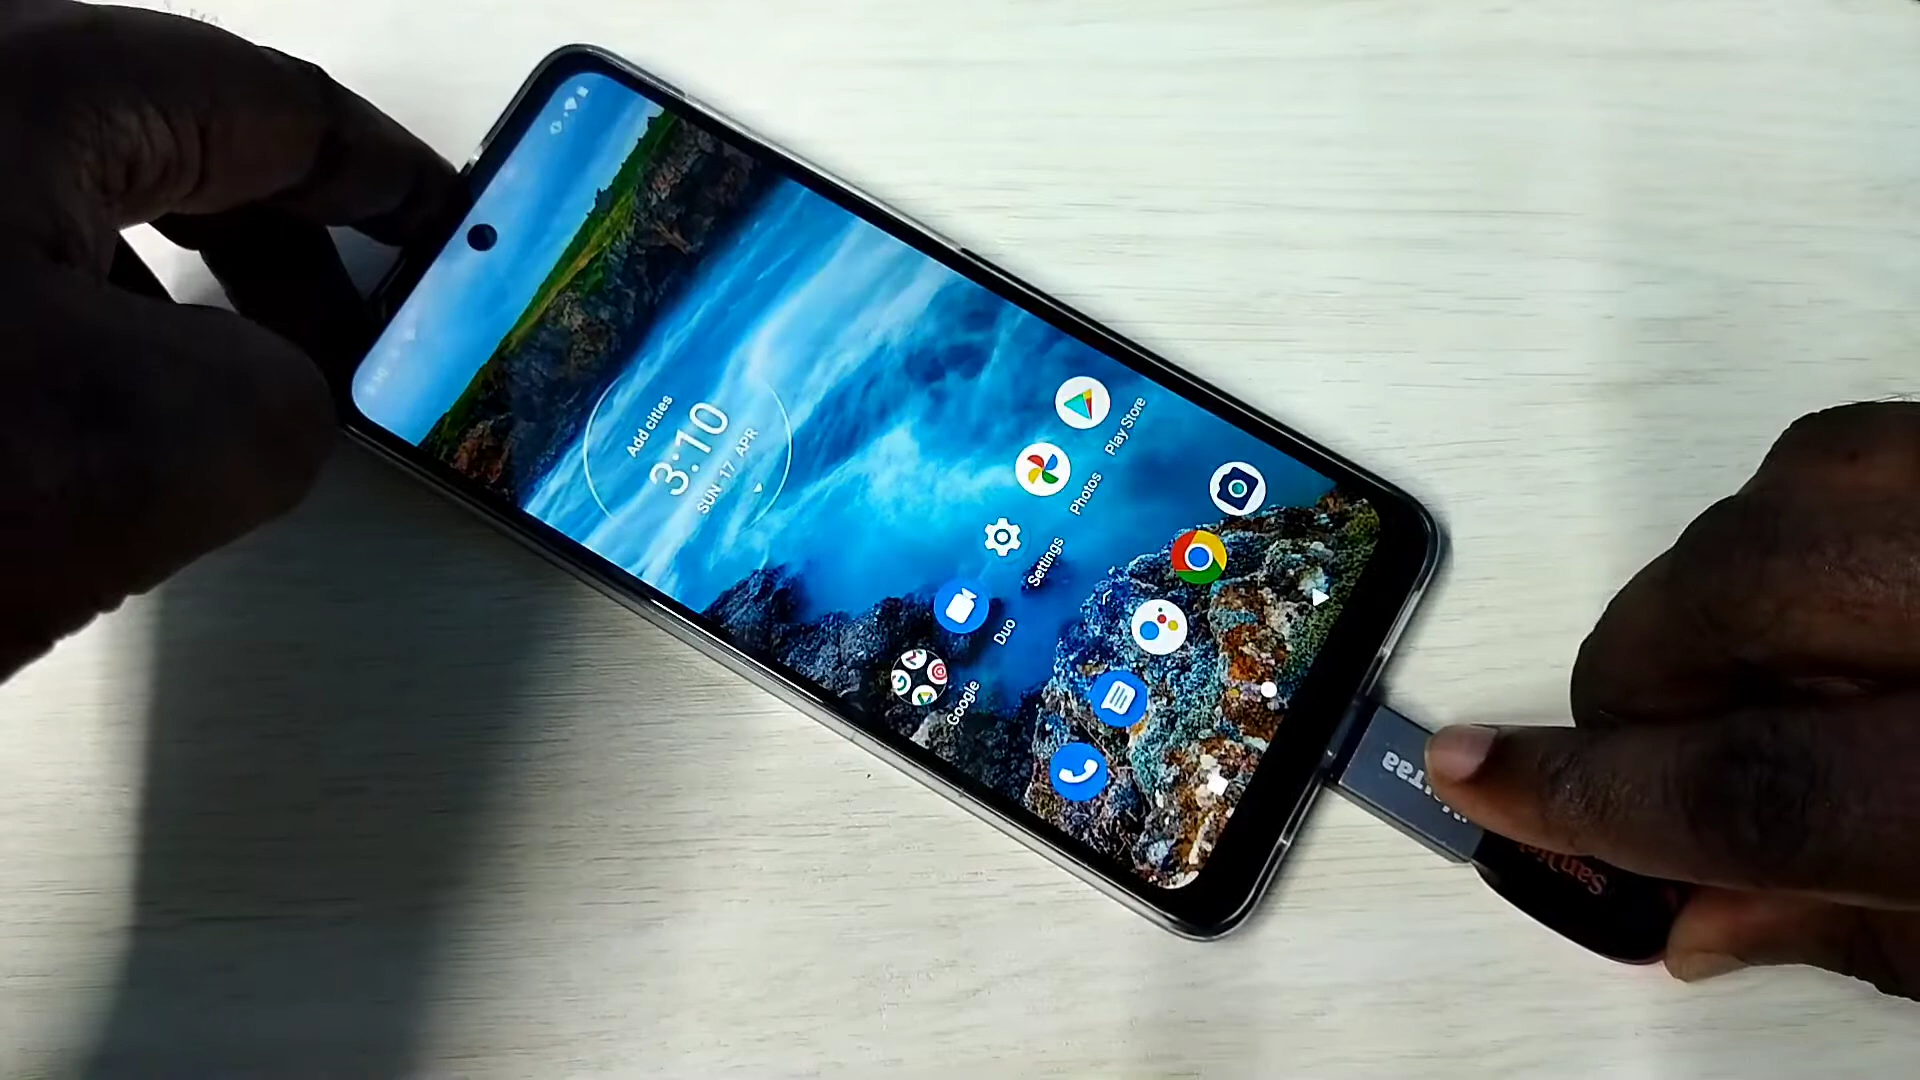 Add cities
3:10
SUN 17 APR
Google
Duo
Settings
Photos
Play Store